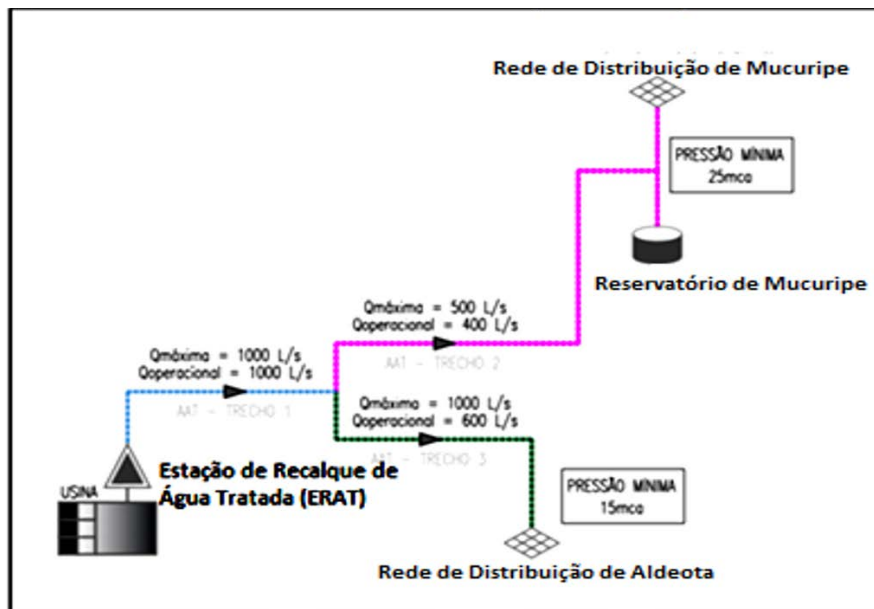 Rede de Distribuição de Mucuripe
PRESSÃO MÍNIMA
25mca
Reservatório de Mucuripe
Qmáxima = 500 L/s
Qoperacional = 400 L/s
AAT - TRECHO 2
Qmáxima = 1000 L/s
Qoperacional = 1000 L/s
AAT - TRECHO 1
Qmáxima = 1000 L/s
Qoperacional = 600 L/s
AAT - TRECHO 3
Estação de Recalque de
Água Tratada (ERAT)
USINA
PRESSÃO MÍNIMA
15mca
Rede de Distribuição de Aldeota